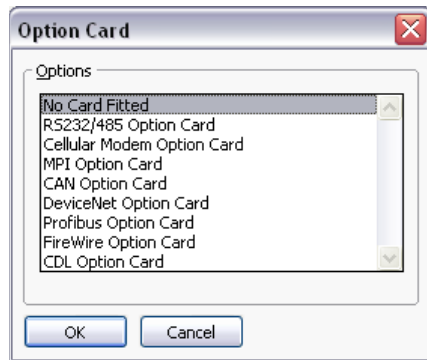 Option Card
Options
No Card Fitted
RS232/485 Option Card
Cellular Modem Option Card
MPI Option Card
CAN Option Card
DeviceNet Option Card
Profibus Option Card
FireWire Option Card
CDL Option Card
OK Cancel